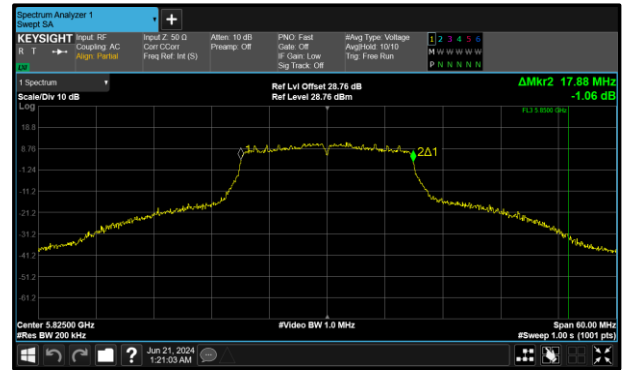 Spectrum Analyzer 1
Swept SA
+
KEYSIGHT Input: RF
R T Coupling: AC
Align: Partial
Input Z: 50 Ω
Corr CCorr
Freq Ref: Int (S)
Atten: 10 dB
Preamp: Off
PNO: Fast
Gate: Off
IF Gain: Low
Sig Track: Off
#Avg Type: Voltage
Avg|Hold: 10/10
Trig: Free Run
1 2 3 4 5 6
M W W W W W
P N N N N N
1 Spectrum
Scale/Div 10 dB
Log
Ref Lvl Offset 28.76 dB
Ref Level 28.76 dBm
ΔMkr2 17.88 MHz
-1.06 dB
18.8
8.76
-1.24
-11.2
-21.2
-31.2
-41.2
-51.2
-61.2
1
2Δ1
Center 5.82500 GHz
#Res BW 200 kHz
#Video BW 1.0 MHz
Span 60.00 MHz
#Sweep 1.00 s (1001 pts)
?
Jun 21, 2024
1:21:03 AM